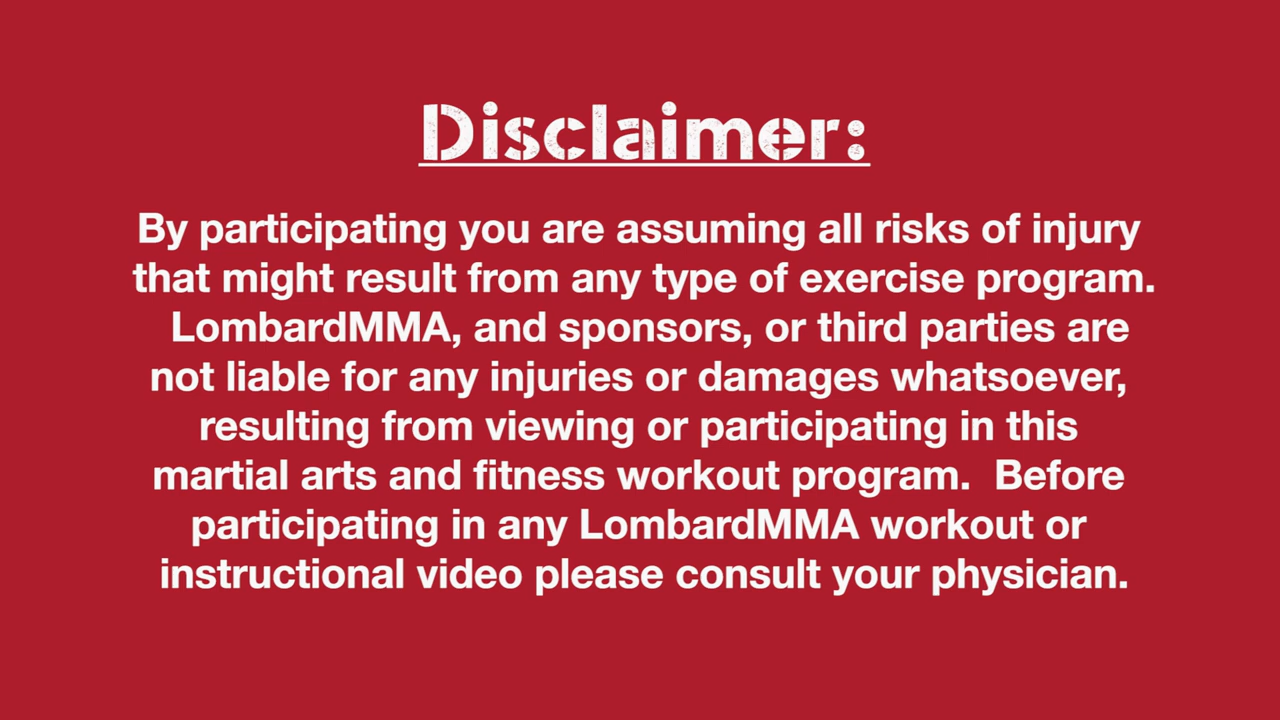 Disclaimer:
By participating you are assuming all risks of injury
that might result from any type of exercise program.
LombardMMA, and sponsors, or third parties are
not liable for any injuries or damages whatsoever,
resulting from viewing or participating in this
martial arts and fitness workout program.  Before
participating in any LombardMMA workout or
instructional video please consult your physician.